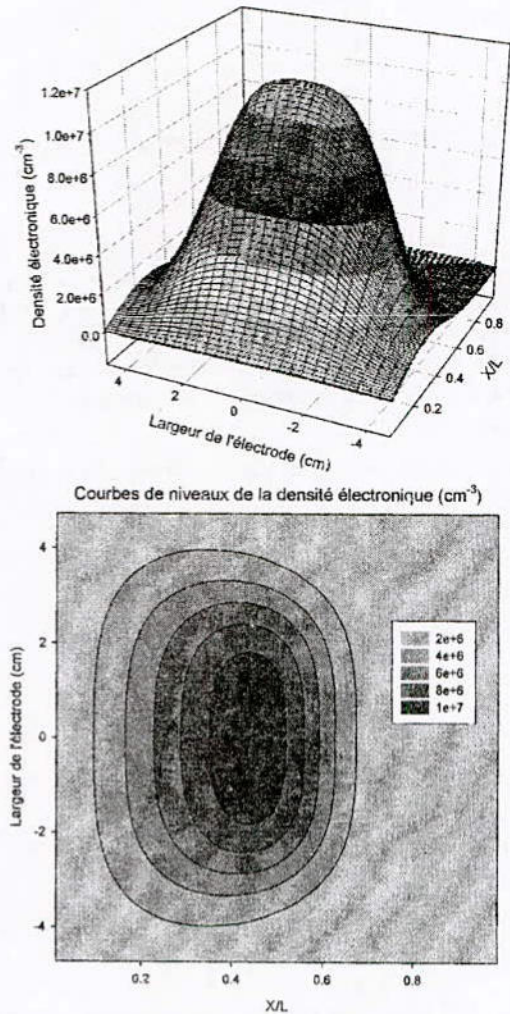 1.2e+7
1.0e+7
8.0e+6
6.0e+6
4.0e+6
2.0e+6
0.0
Densité électronique (cm-3)
4
2
0
-2
-4
Largeur de l'électrode (cm)
0.2
0.4
0.6
0.8
X/L
Courbes de niveaux de la densité électronique (cm-3)
4
2
0
-2
-4
Largeur de l'électrode (cm)
2e+6
4e+6
6e+6
8e+6
1e+7
0.2
0.4
0.6
0.8
X/L